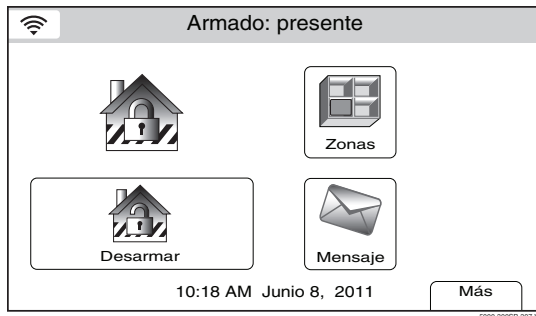 Armado: presente
Zonas
Desarmar
Mensaje
10:18 AM Junio 8, 2011
Más